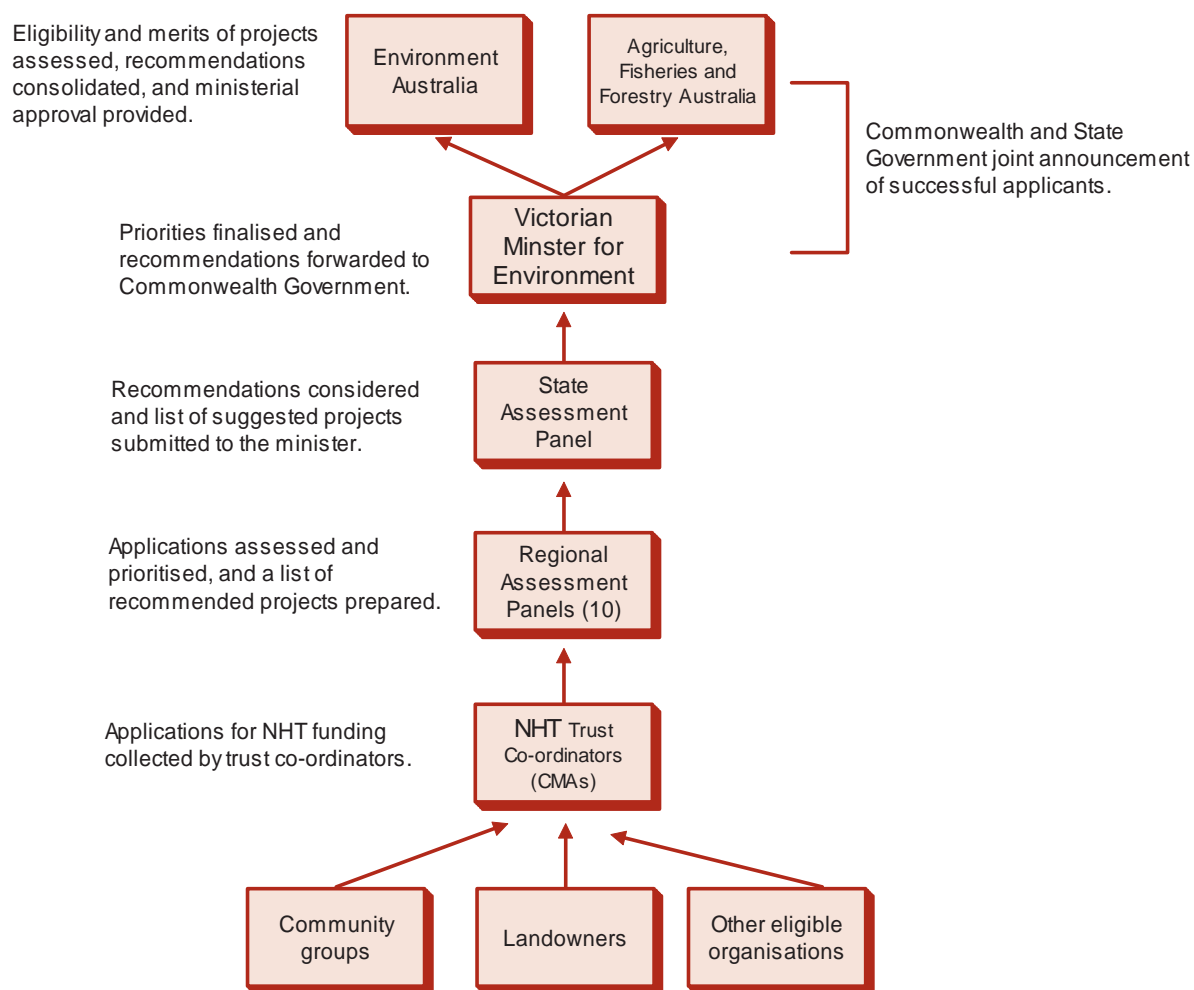 Eligibility and merits of projects
assessed, recommendations
consolidated, and ministerial
approval provided.
Environment
Australia
Agriculture,
Fisheries and
Forestry Australia
Commonwealth and State
Government joint announcement
of successful applicants.
Priorities finalised and
recommendations forwarded to
Commonwealth Government.
Victorian
Minster for
Environment
Recommendations considered
and list of suggested projects
submitted to the minister.
State
Assessment
Panel
Applications assessed and
prioritised, and a list of
recommended projects prepared.
Regional
Assessment
Panels (10)
Applications for NHT funding
collected by trust co-ordinators.
NHT Trust
Co-ordinators
(CMAs)
Community
groups
Landowners
Other eligible
organisations